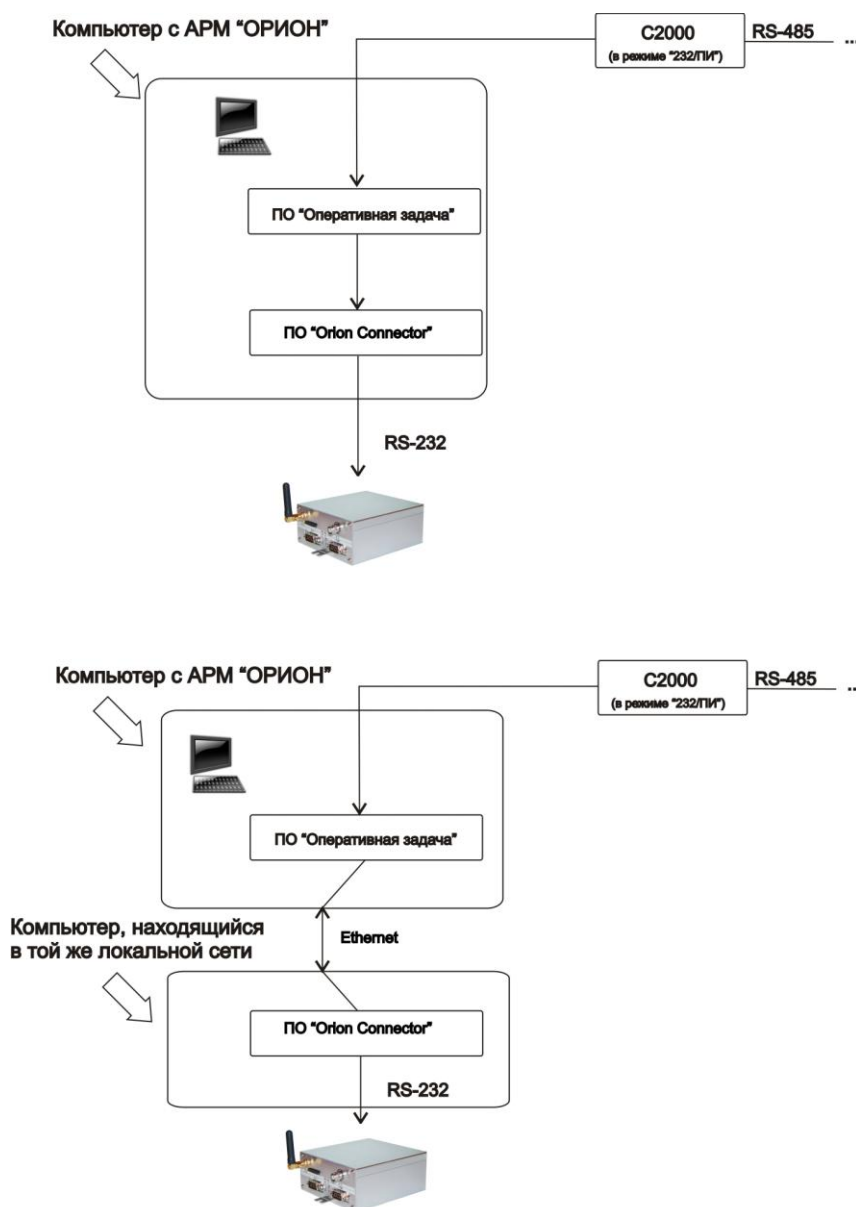 Компьютер с АРМ "ОРИОН"
С2000
(в режиме "232/ПИ")
RS-485
...
ПО "Оперативная задача"
ПО "Orion Connector"
RS-232
Компьютер с АРМ "ОРИОН"
С2000
(в режиме "232/ПИ")
RS-485
...
ПО "Оперативная задача"
Компьютер, находящийся
в той же локальной сети
Ethernet
ПО "Orion Connector"
RS-232